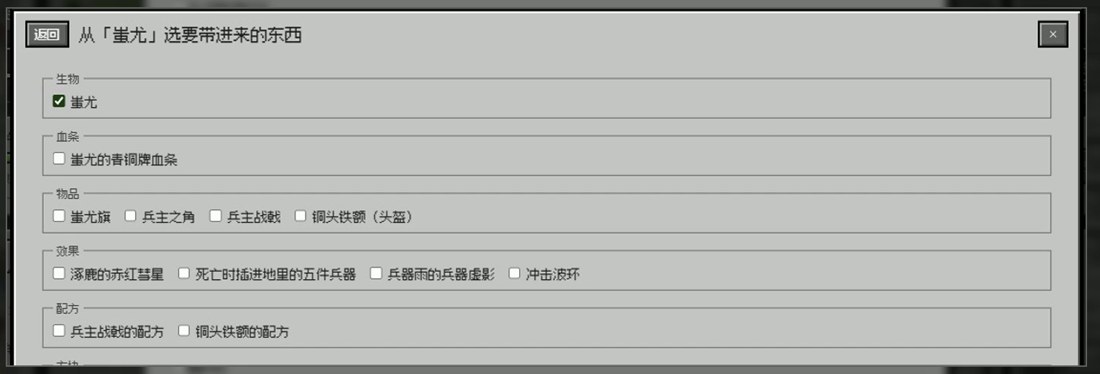 返回 从「蚩尤」选要带进来的东西 ×
生物
蚩尤
血条
蚩尤的青铜牌血条
物品
蚩尤旗 兵主之角 兵主战戟 铜头铁额（头盔）
效果
涿鹿的赤红彗星 死亡时插进地里的五件兵器 兵器雨的兵器虚影 冲击波环
配方
兵主战戟的配方 铜头铁额的配方